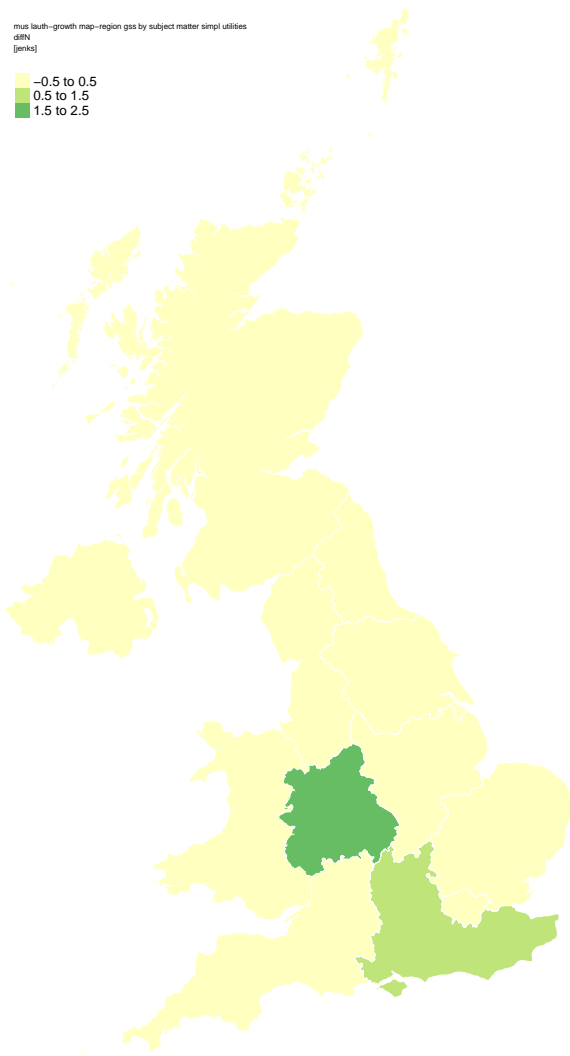 mus lauth−growth map−region gss by subject matter simpl utilities
diffN
[jenks]
−0.5 to 0.5
0.5 to 1.5
1.5 to 2.5